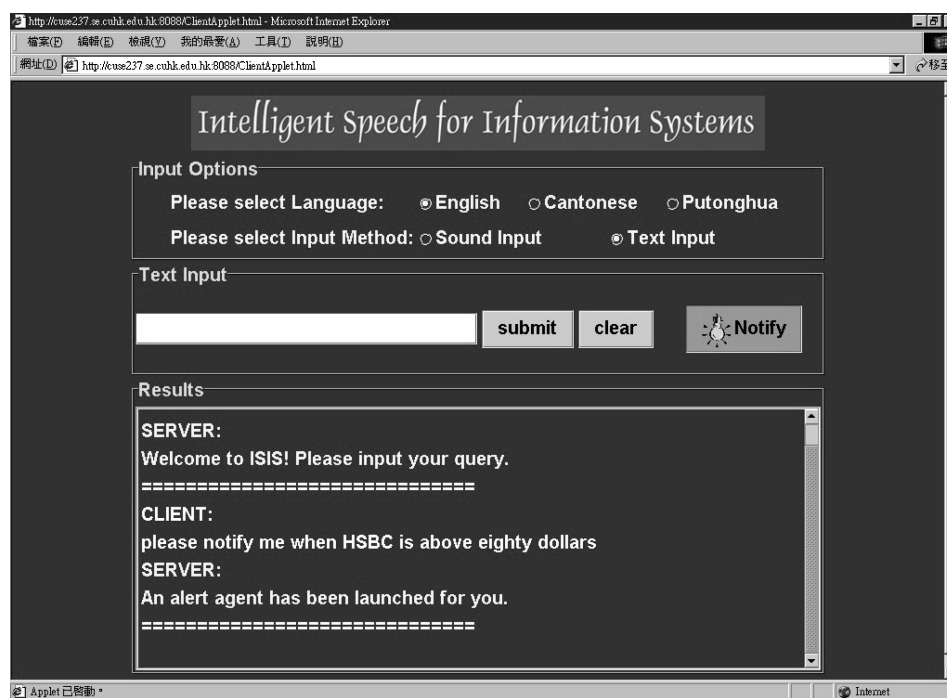 http://cuse237.se.cuhk.edu.hk:8088/ClientApplet.html - Microsoft Internet Explorer
檔案(F) 編輯(E) 檢視(V) 我的最愛(A) 工具(T) 說明(H)
網址(D) http://cuse237.se.cuhk.edu.hk:8088/ClientApplet.html 移至
Intelligent Speech for Information Systems
Input Options
Please select Language: English Cantonese Putonghua
Please select Input Method: Sound Input Text Input
Text Input
submit clear Notify
Results
SERVER:
Welcome to ISIS! Please input your query.
==============================
CLIENT:
please notify me when HSBC is above eighty dollars
SERVER:
An alert agent has been launched for you.
==============================
Applet 已啓動。 Internet